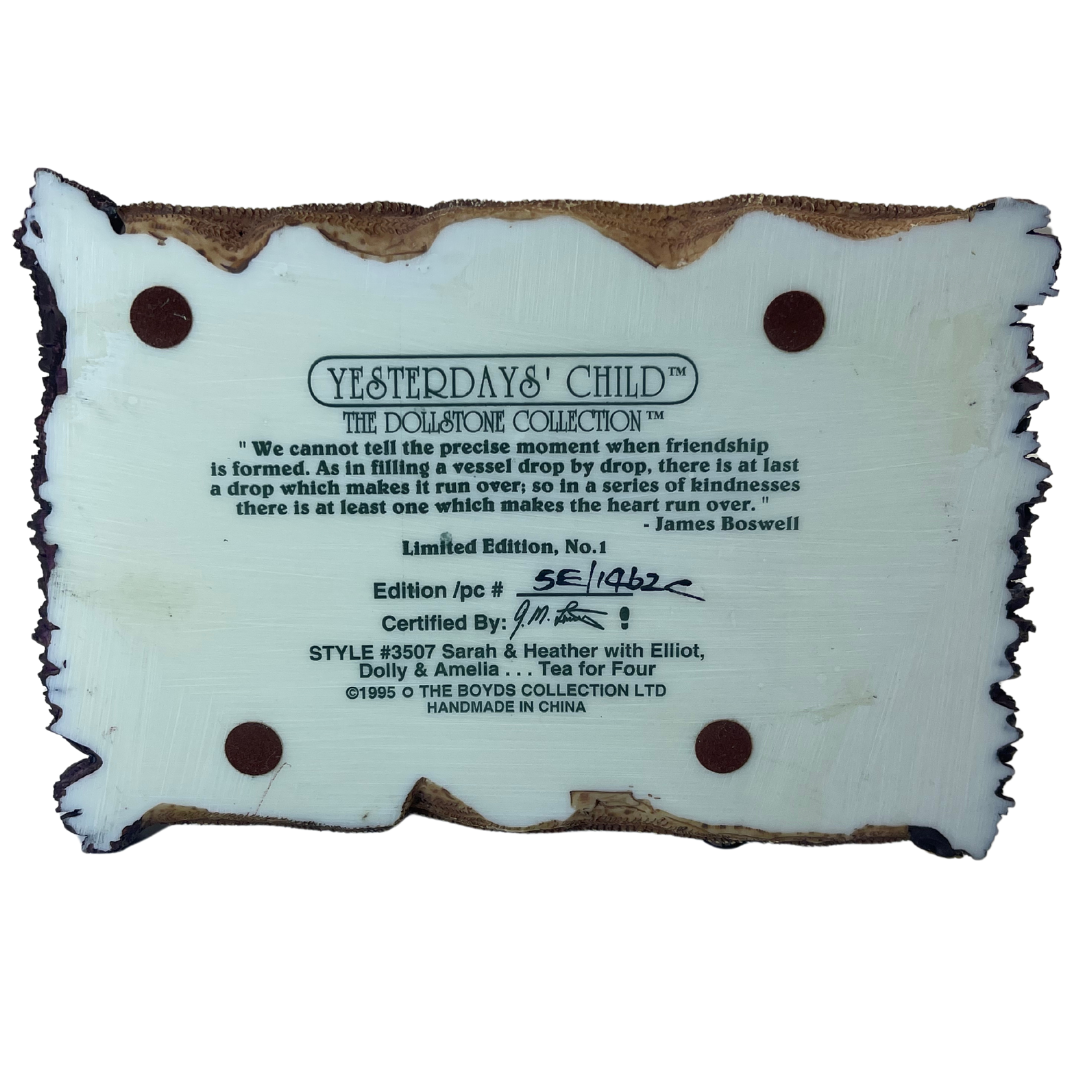 YESTERDAYS' CHILD™
THE DOLLSTONE COLLECTION™
" We cannot tell the precise moment when friendship
is formed. As in filling a vessel drop by drop, there is at last
a drop which makes it run over; so in a series of kindnesses
there is at least one which makes the heart run over. "
- James Boswell
Limited Edition, No.1
Edition /pc # 5E/1462
Certified By: G.M.
STYLE #3507 Sarah & Heather with Elliot,
Dolly & Amelia . . . Tea for Four
©1995 THE BOYDS COLLECTION LTD
HANDMADE IN CHINA